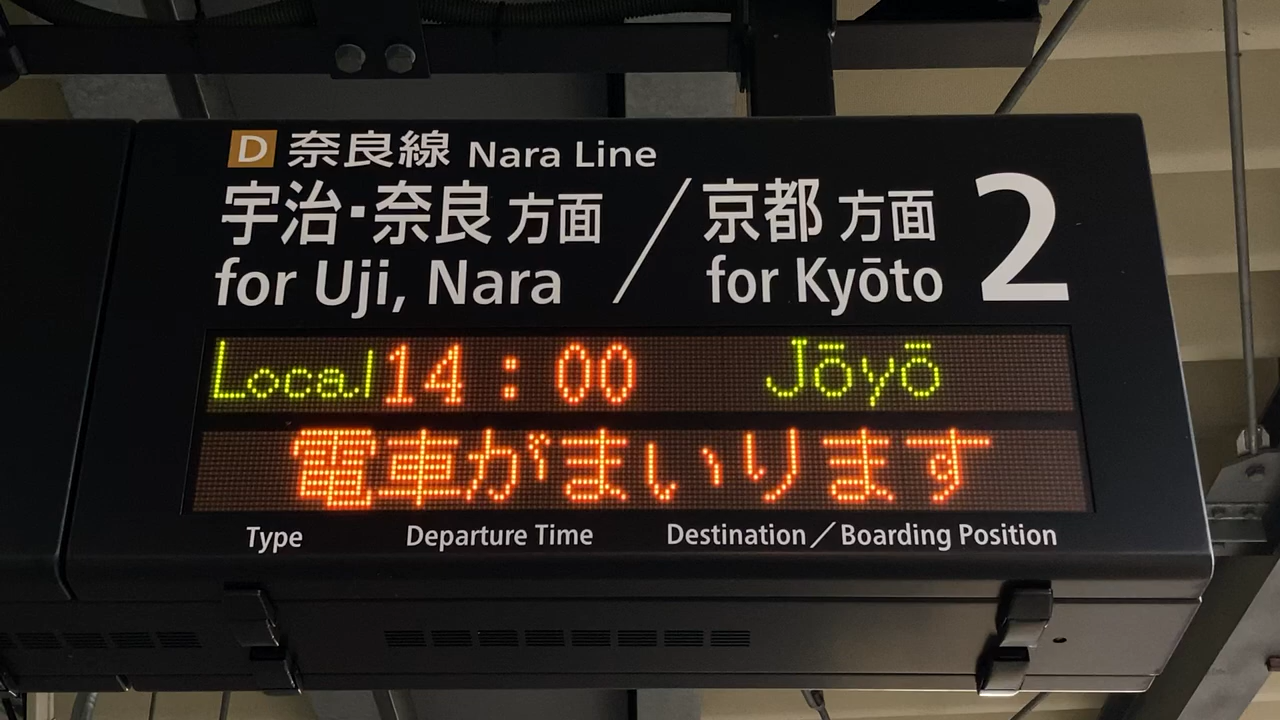 D 奈良線 Nara Line
宇治・奈良 方面 / 京都 方面 2
for Uji, Nara for Kyōto
Local 14:00 Jōyō
電車がまいります
Type Departure Time Destination / Boarding Position